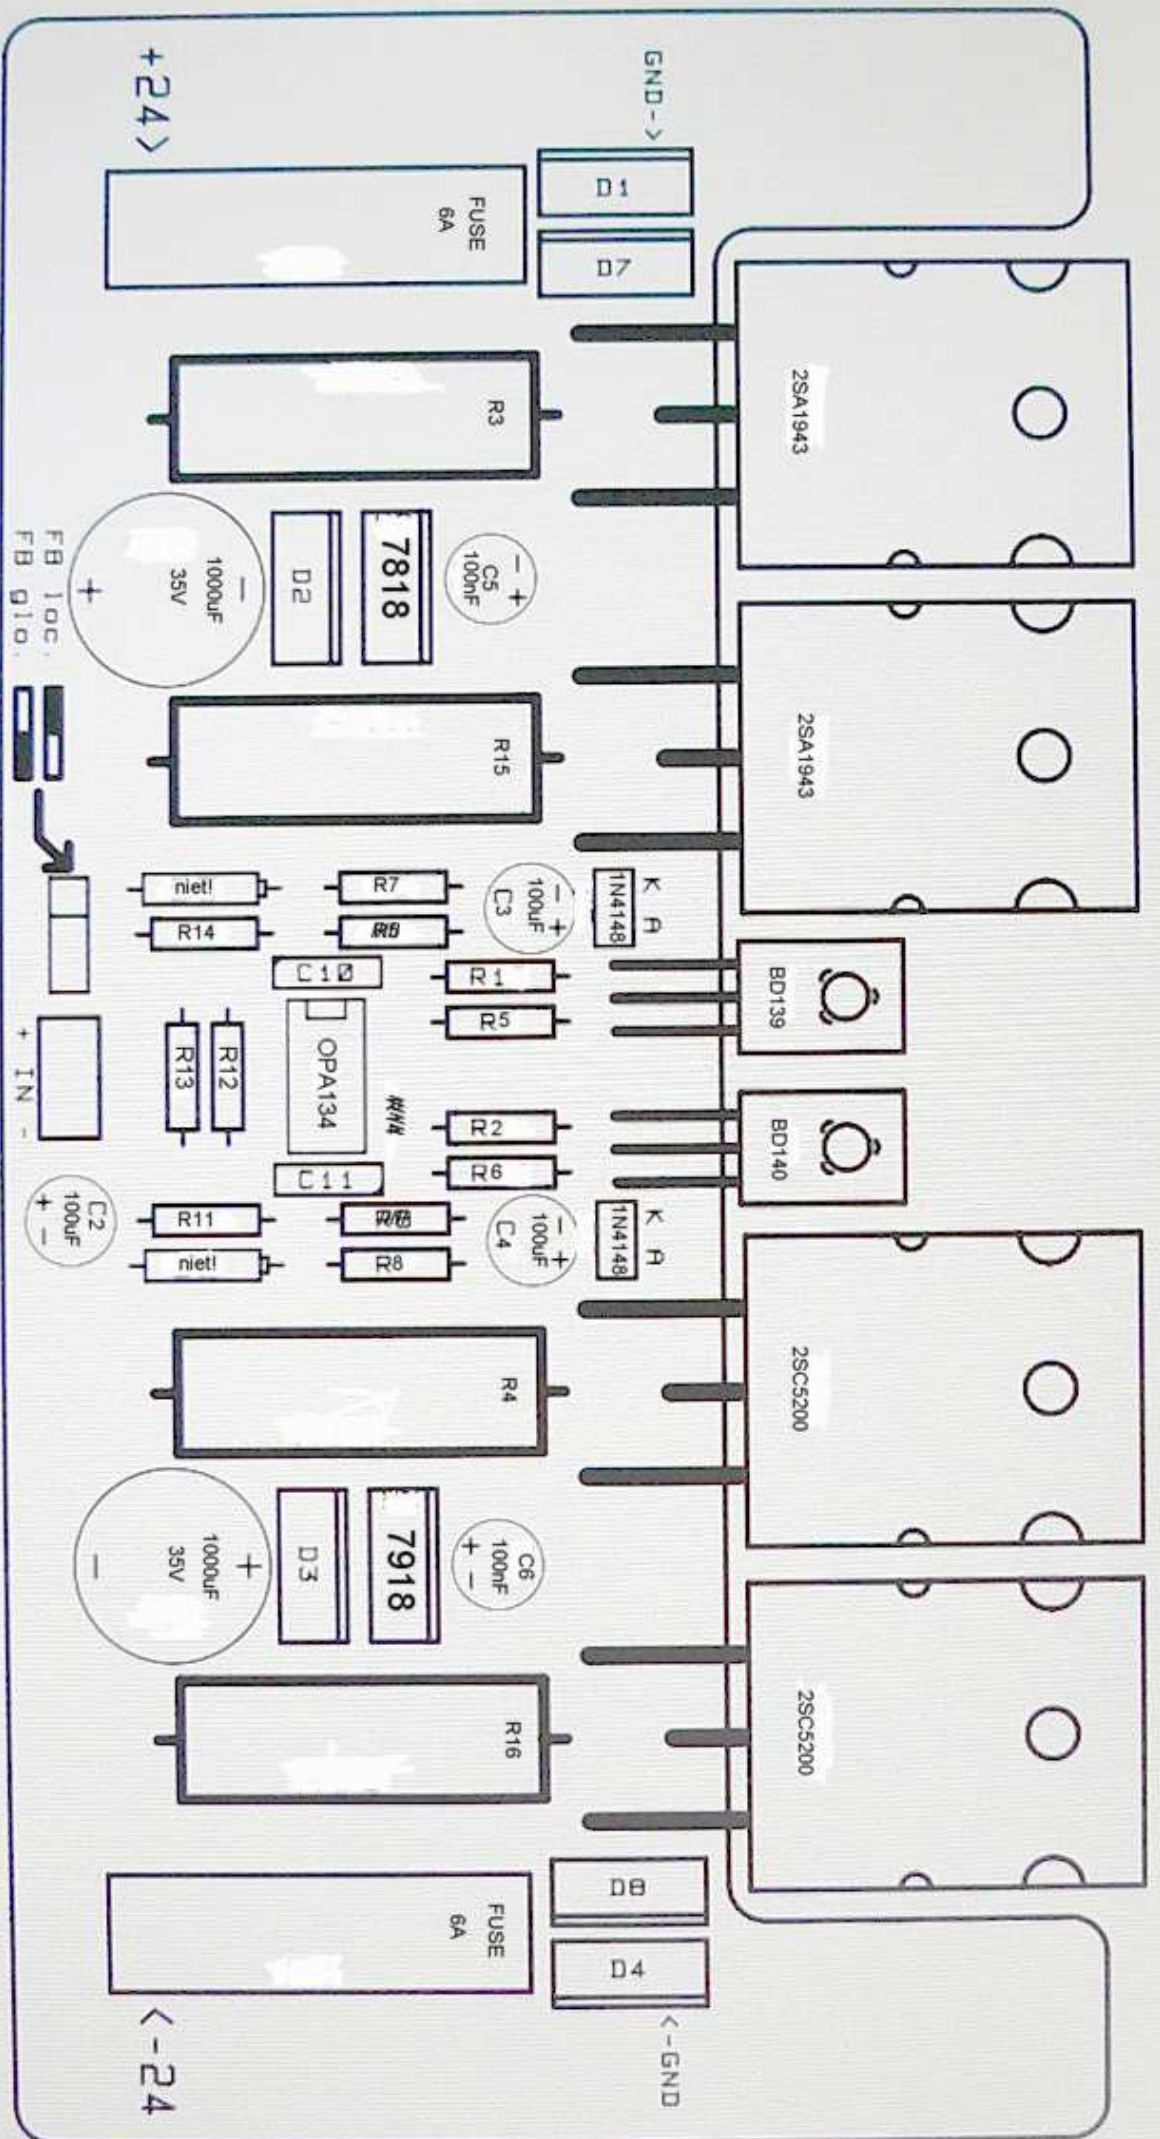 +24>
GND->
FUSE
6A
D1
D7
2SA1943
R3
1000uF
35V
-
+
D2
7818
- +
C5
100nF
FB loc.
FB glo.
R15
2SA1943
niet!
R14
R7
C3
100uF
- +
1N4148
K A
C10
R1
R5
BD139
+ IN -
R13
R12
OPA134
R2
R6
BD140
C11
C2
100uF
+ -
R11
niet!
R8
C4
100uF
- +
1N4148
K A
2SC5200
R4
+
1000uF
35V
-
D3
7918
C6
100nF
+ -
R16
2SC5200
FUSE
6A
D8
D4
<-24
<-GND